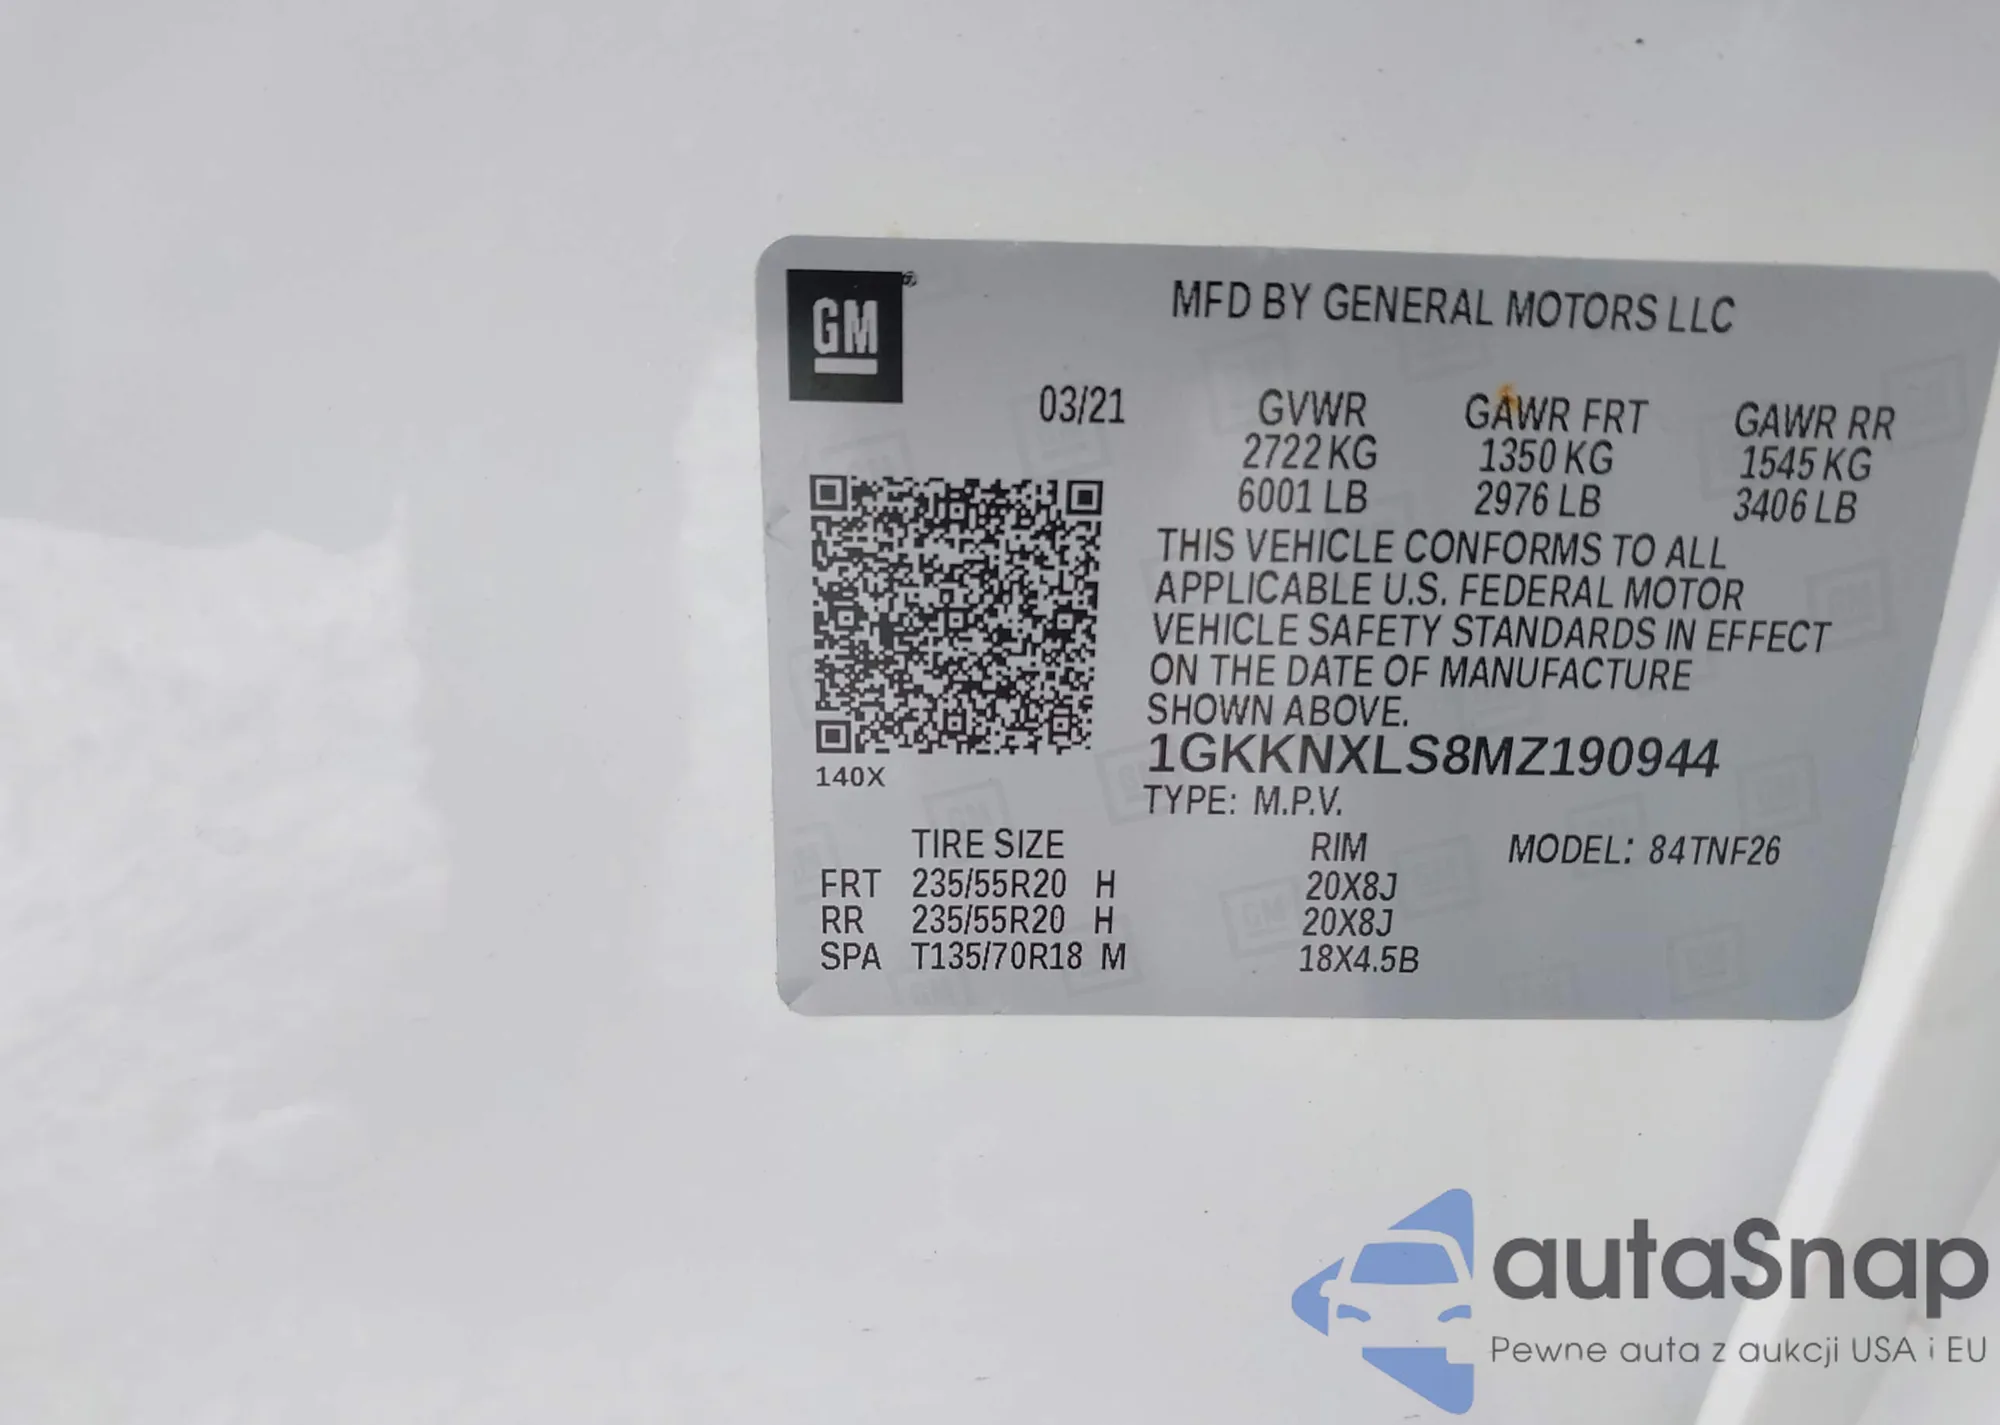 GM
MFD BY GENERAL MOTORS LLC
03/21 GVWR GAWR FRT GAWR RR
2722 KG 1350 KG 1545 KG
6001 LB 2976 LB 3406 LB
THIS VEHICLE CONFORMS TO ALL
APPLICABLE U.S. FEDERAL MOTOR
VEHICLE SAFETY STANDARDS IN EFFECT
ON THE DATE OF MANUFACTURE
SHOWN ABOVE.
1GKKNXLS8MZ190944
140X
TYPE: M.P.V.
TIRE SIZE RIM MODEL: 84TNF26
FRT 235/55R20 H 20X8J
RR 235/55R20 H 20X8J
SPA T135/70R18 M 18X4.5B
autaSnap
Pewne auta z aukcji USA i EU